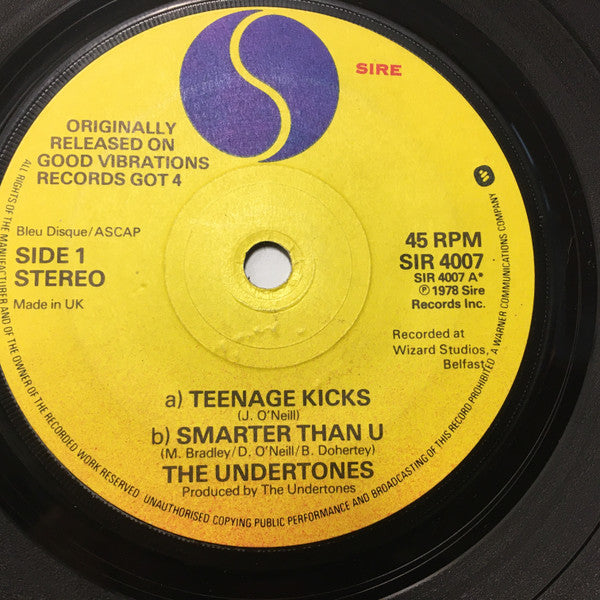 SIRE
ORIGINALLY
RELEASED ON
GOOD VIBRATIONS
RECORDS GOT 4
Bleu Disque/ASCAP
SIDE 1
STEREO
Made in UK
45 RPM
SIR 4007
SIR 4007 A*
℗ 1978 Sire
Records Inc.
Recorded at
Wizard Studios,
Belfast
a) TEENAGE KICKS
(J. O'Neill)
b) SMARTER THAN U
(M. Bradley/D. O'Neill/B. Dohertey)
THE UNDERTONES
Produced by The Undertones
ALL RIGHTS OF THE MANUFACTURER AND OF THE OWNER OF THE RECORDED WORK RESERVED. UNAUTHORISED COPYING PUBLIC PERFORMANCE AND BROADCASTING OF THIS RECORD PROHIBITED A WARNER COMMUNICATIONS COMPANY